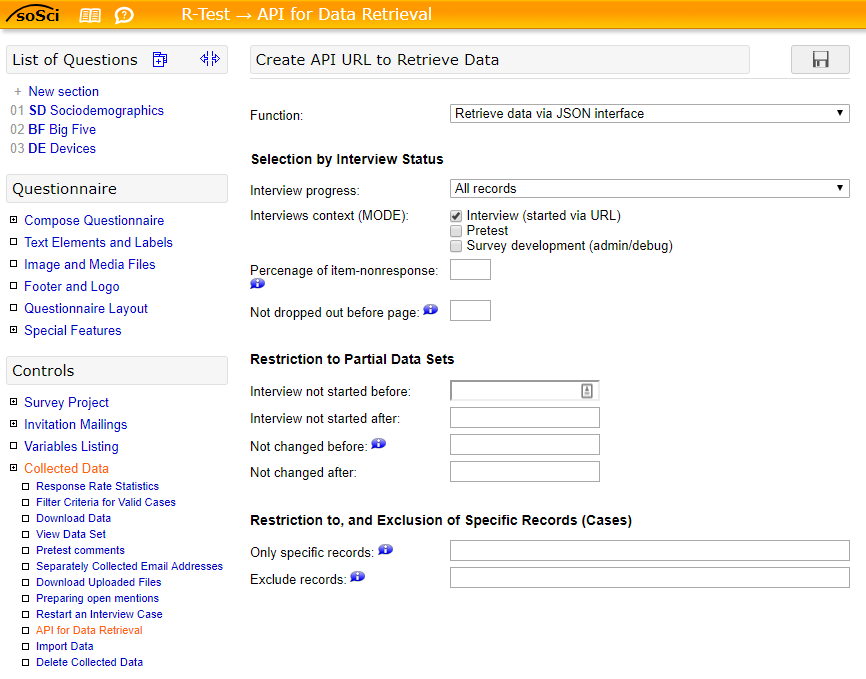 soSci
R-Test → API for Data Retrieval
List of Questions
+ New section
01 SD Sociodemographics
02 BF Big Five
03 DE Devices
Questionnaire
Compose Questionnaire
Text Elements and Labels
Image and Media Files
Footer and Logo
Questionnaire Layout
Special Features
Controls
Survey Project
Invitation Mailings
Variables Listing
Collected Data
Response Rate Statistics
Filter Criteria for Valid Cases
Download Data
View Data Set
Pretest comments
Separately Collected Email Addresses
Download Uploaded Files
Preparing open mentions
Restart an Interview Case
API for Data Retrieval
Import Data
Delete Collected Data
Create API URL to Retrieve Data
Function:
Retrieve data via JSON interface
Selection by Interview Status
Interview progress:
All records
Interviews context (MODE):
Interview (started via URL)
Pretest
Survey development (admin/debug)
Percenage of item-nonresponse:
Not dropped out before page:
Restriction to Partial Data Sets
Interview not started before:
Interview not started after:
Not changed before:
Not changed after:
Restriction to, and Exclusion of Specific Records (Cases)
Only specific records:
Exclude records: